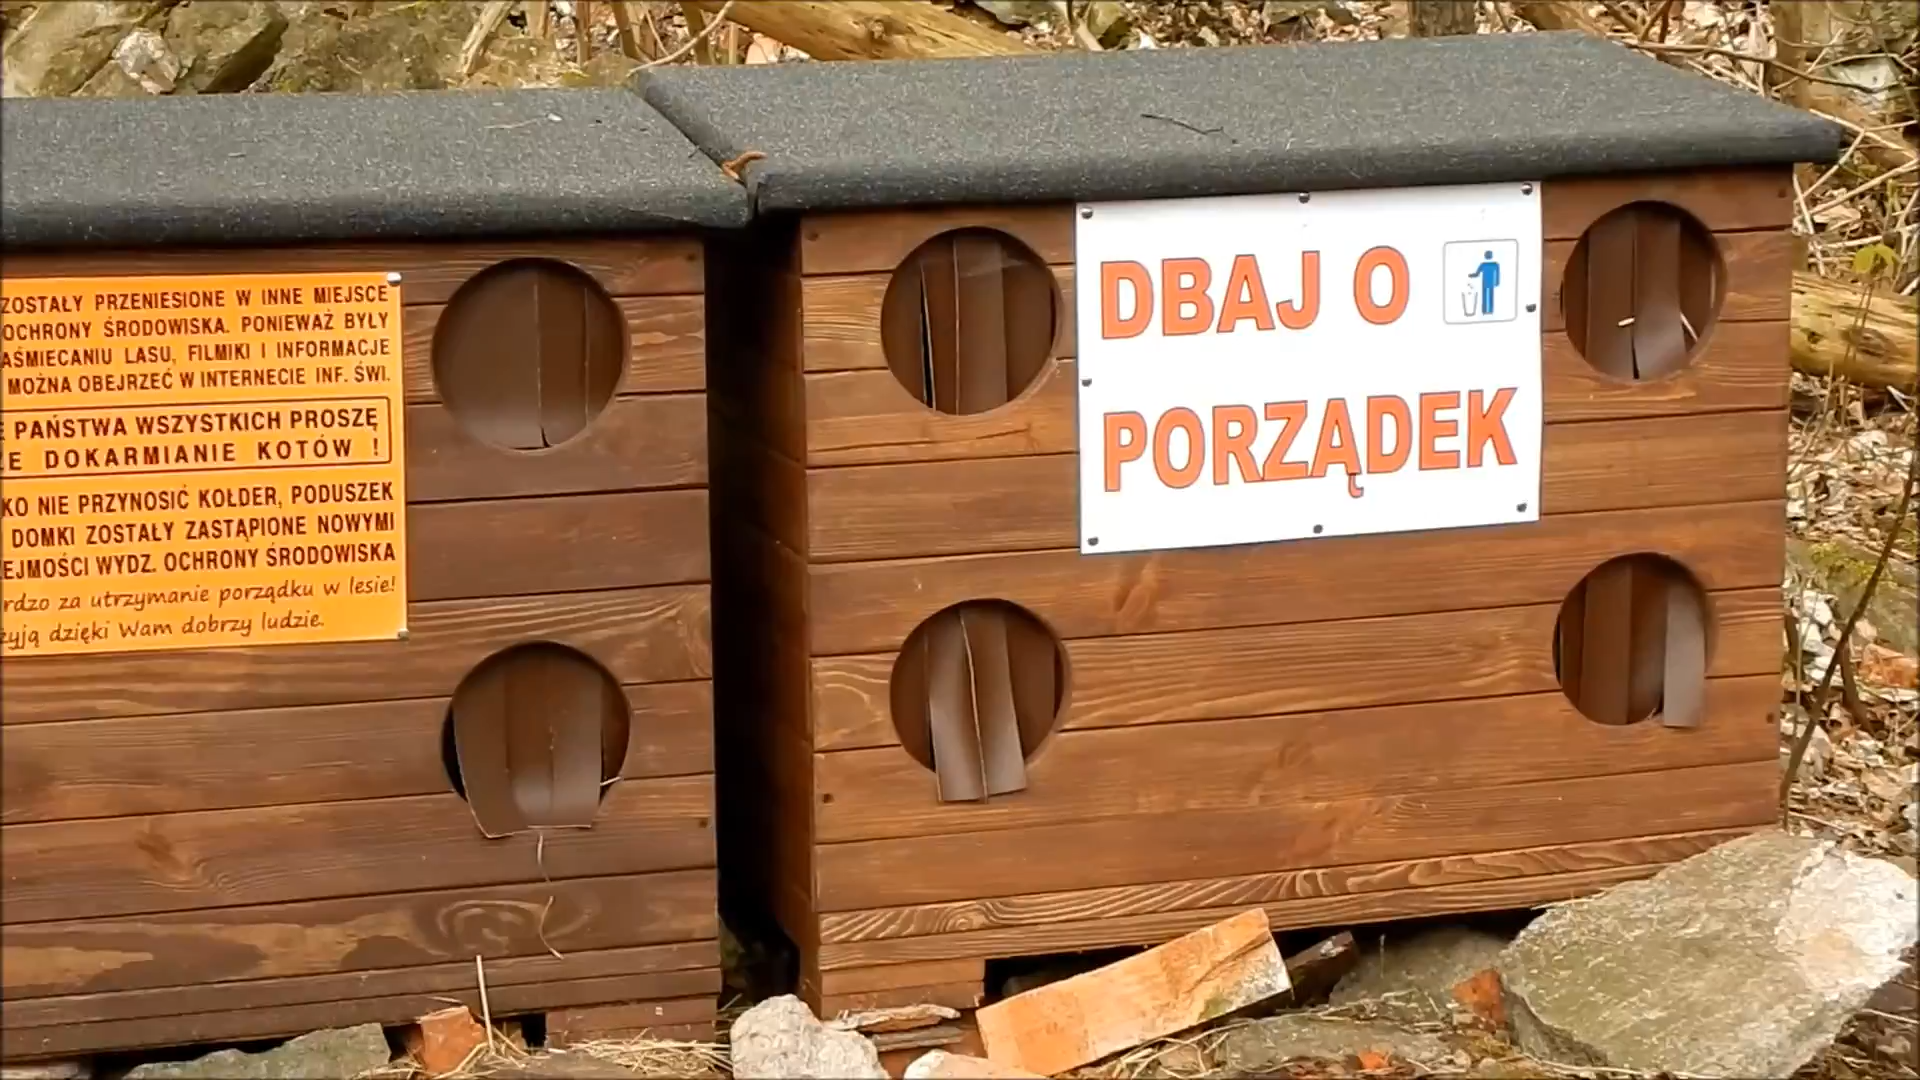 ZOSTAŁY PRZENIESIONE W INNE MIEJSCE
OCHRONY ŚRODOWISKA. PONIEWAŻ BYŁY
AŚMIECANIU LASU, FILMIKI I INFORMACJE
MOŻNA OBEJRZEĆ W INTERNECIE INF. ŚWI.
PAŃSTWA WSZYSTKICH PROSZĘ
E DOKARMIANIE KOTÓW !
KO NIE PRZYNOSIĆ KOŁDER, PODUSZEK
DOMKI ZOSTAŁY ZASTĄPIONE NOWYMI
EJMOŚCI WYDZ. OCHRONY ŚRODOWISKA
rdzo za utrzymanie porządku w lesie!
żyją dzięki Wam dobrzy ludzie.
DBAJ O
PORZĄDEK